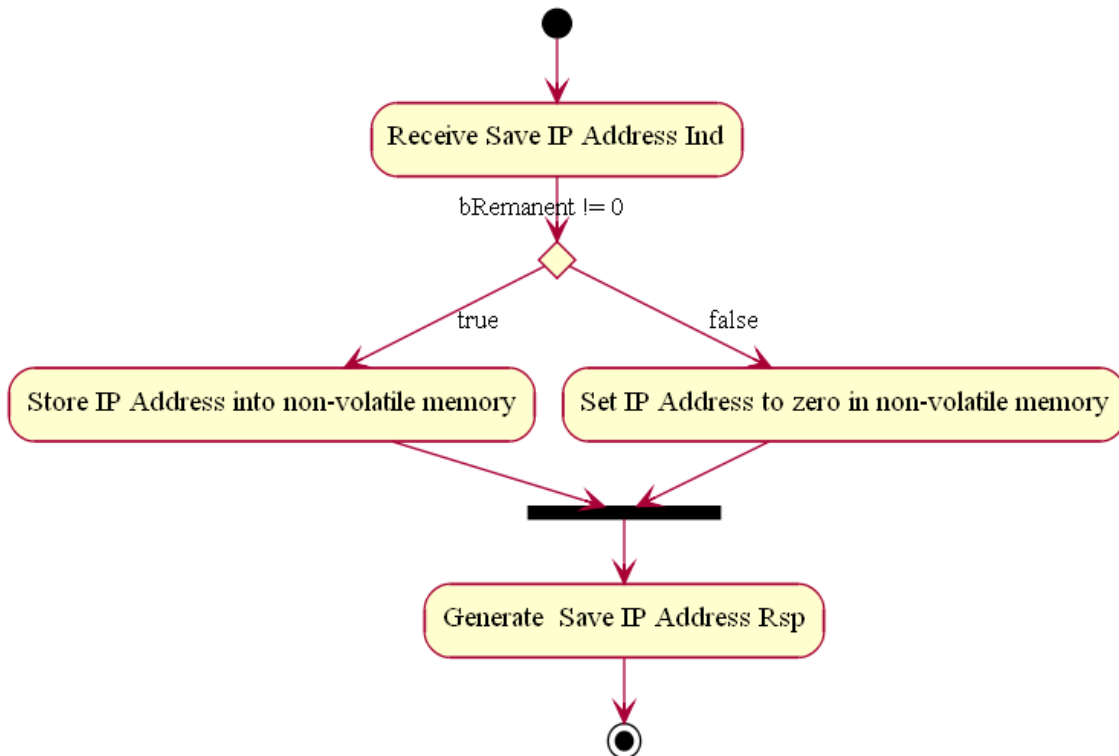 Receive Save IP Address Ind
bRemanent != 0
true
false
Store IP Address into non-volatile memory
Set IP Address to zero in non-volatile memory
Generate  Save IP Address Rsp